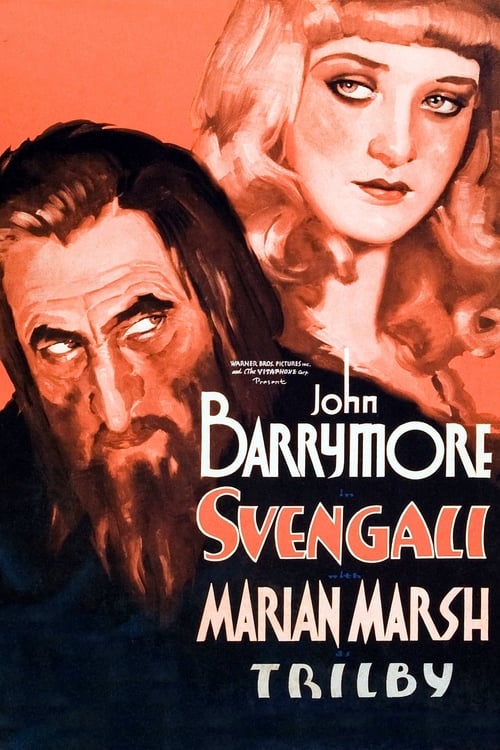 WARNER BROS. PICTURES INC.
and (The VITAPHONE Corp.
Present
John
BARRYMORE
in
SVENGALI
with
MARIAN MARSH
as
TRILBY